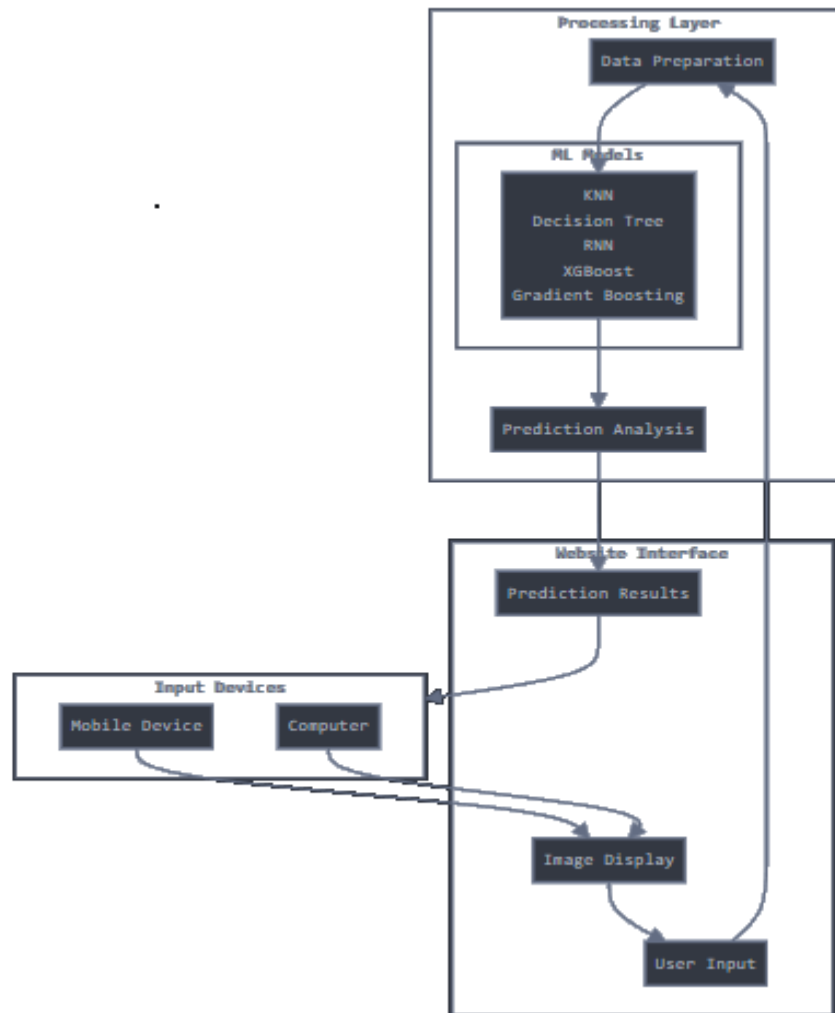 Processing Layer
Data Preparation
ML Models
KNN
Decision Tree
RNN
XGBoost
Gradient Boosting
Prediction Analysis
Website Interface
Prediction Results
Input Devices
Mobile Device
Computer
Image Display
User Input